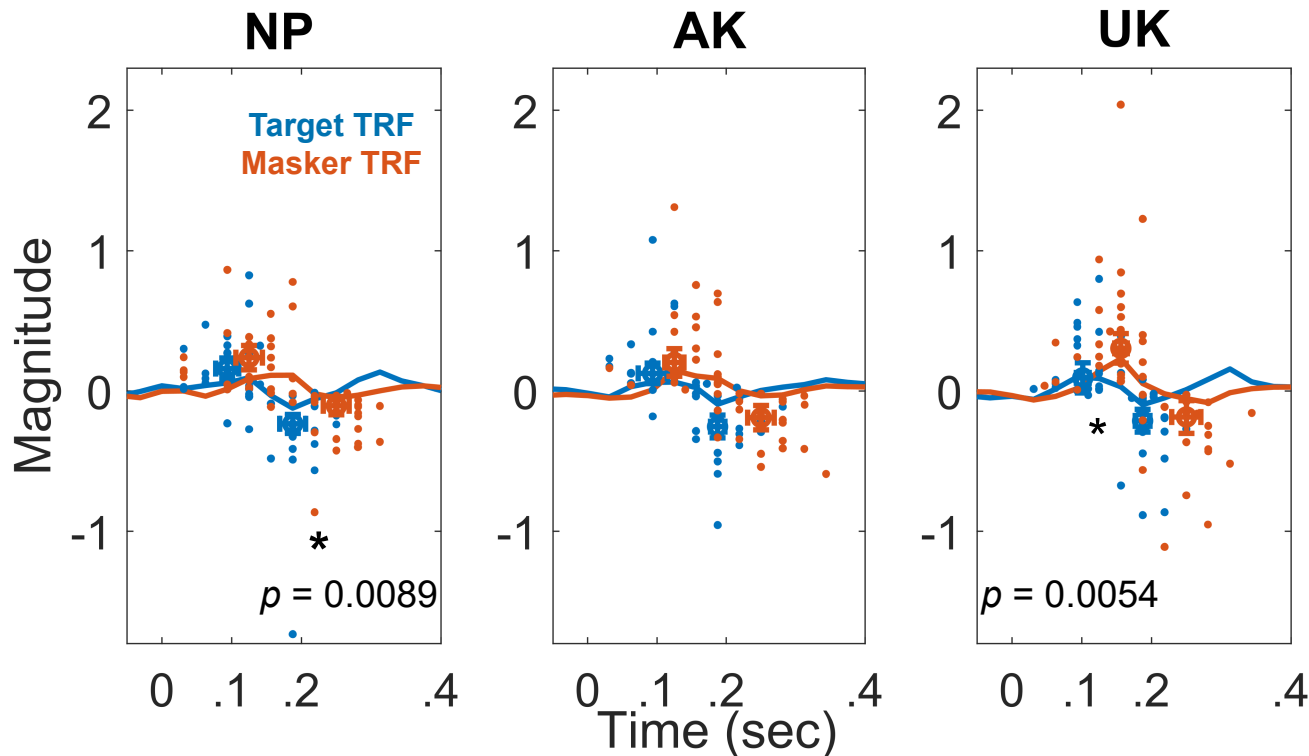 NP
AK
UK
Target TRF
Masker TRF
Magnitude
2
1
0
-1
2
1
0
-1
2
1
0
-1
*
p = 0.0089
*
p = 0.0054
0 .1 .2 .4
0 .1 .2 .4
0 .1 .2 .4
Time (sec)